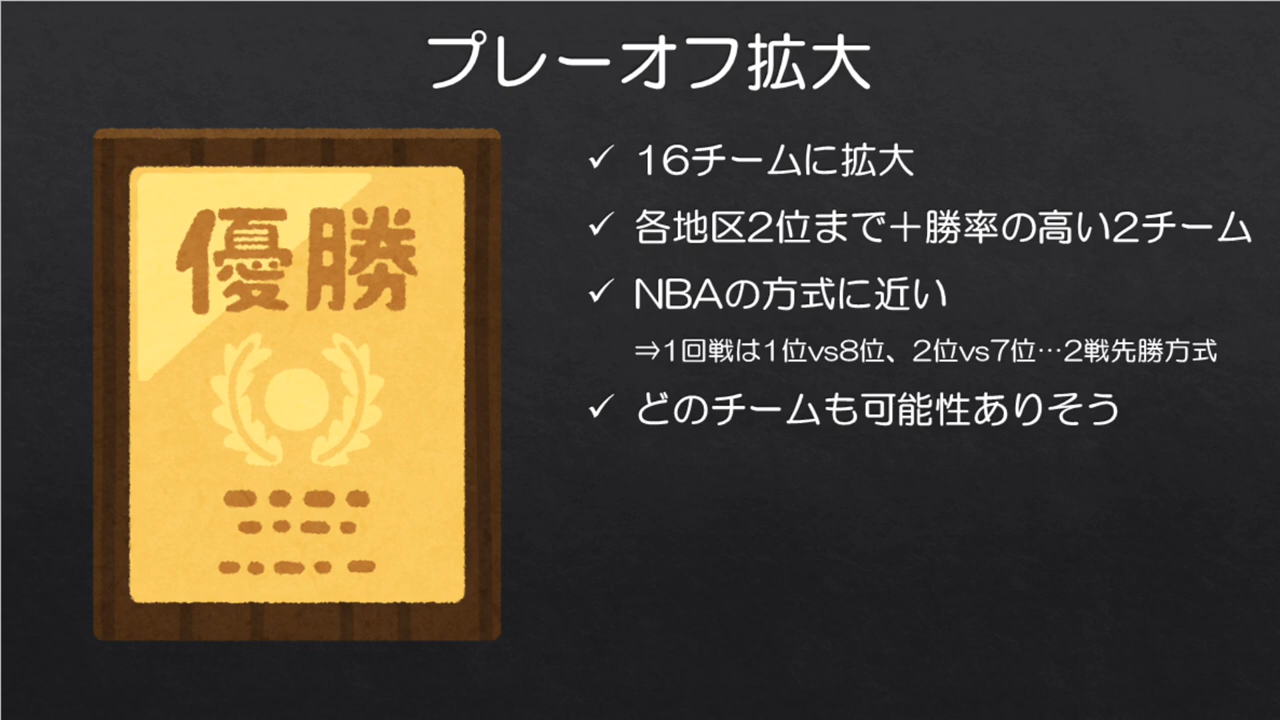 プレーオフ拡大
優勝
✓ 16チームに拡大
✓ 各地区2位まで＋勝率の高い2チーム
✓ NBAの方式に近い
⇒1回戦は1位vs8位、2位vs7位…2戦先勝方式
✓ どのチームも可能性ありそう